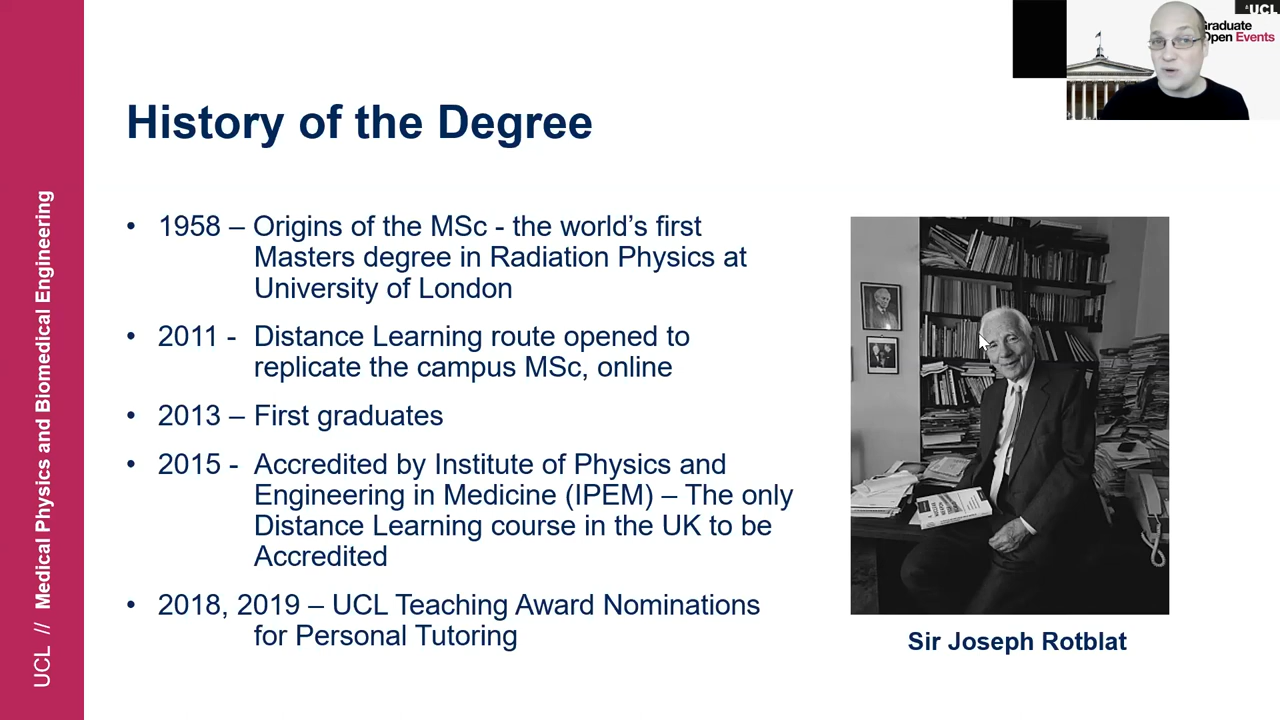 UCL
Graduate
Open Events
History of the Degree
• 1958 – Origins of the MSc - the world’s first
Masters degree in Radiation Physics at
University of London
• 2011 - Distance Learning route opened to
replicate the campus MSc, online
• 2013 – First graduates
• 2015 - Accredited by Institute of Physics and
Engineering in Medicine (IPEM) – The only
Distance Learning course in the UK to be
Accredited
• 2018, 2019 – UCL Teaching Award Nominations
for Personal Tutoring
Sir Joseph Rotblat
UCL // Medical Physics and Biomedical Engineering